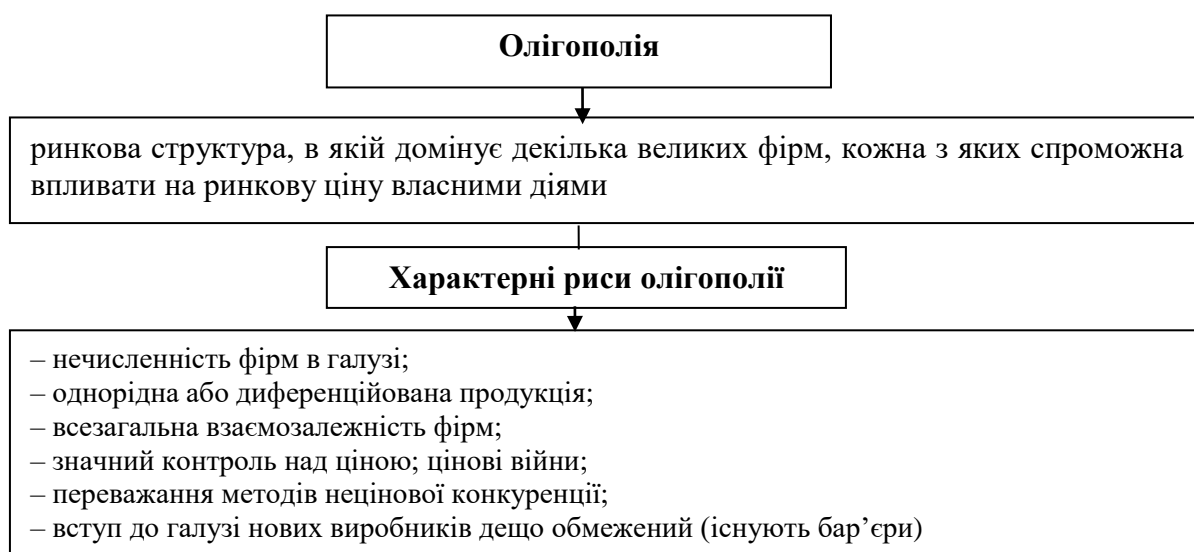 Олігополія
ринкова структура, в якій домінує декілька великих фірм, кожна з яких спроможна
впливати на ринкову ціну власними діями
Характерні риси олігополії
– нечисленність фірм в галузі;
– однорідна або диференційована продукція;
– всезагальна взаємозалежність фірм;
– значний контроль над ціною; цінові війни;
– переважання методів нецінової конкуренції;
– вступ до галузі нових виробників дещо обмежений (існують бар’єри)